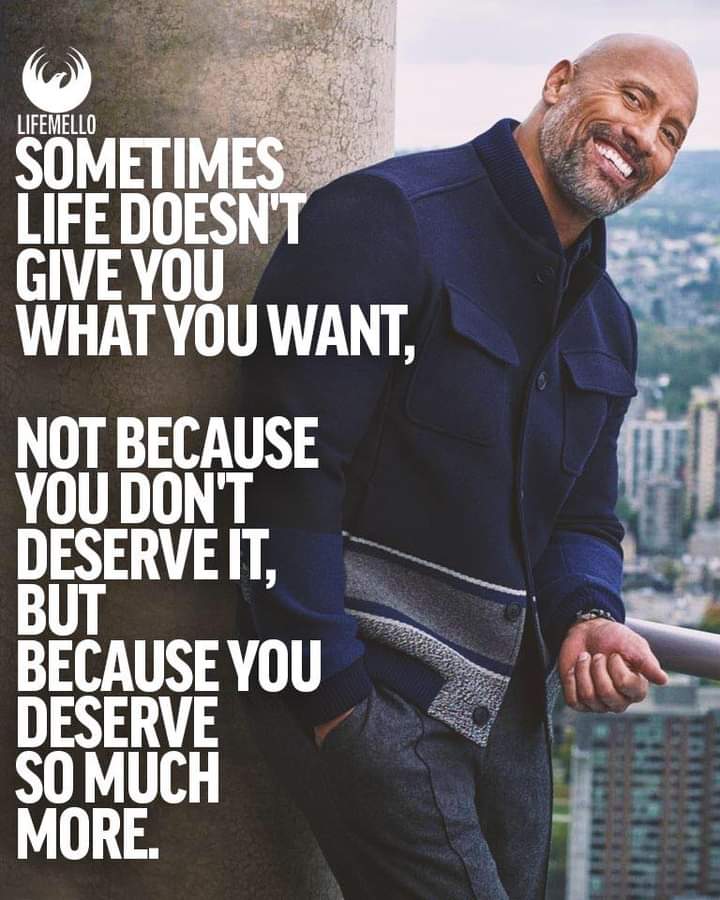 LIFEMELLO
SOMETIMES
LIFE DOESN'T
GIVE YOU
WHAT YOU WANT,
NOT BECAUSE
YOU DON'T
DESERVE IT,
BUT
BECAUSE YOU
DESERVE
SO MUCH
MORE.